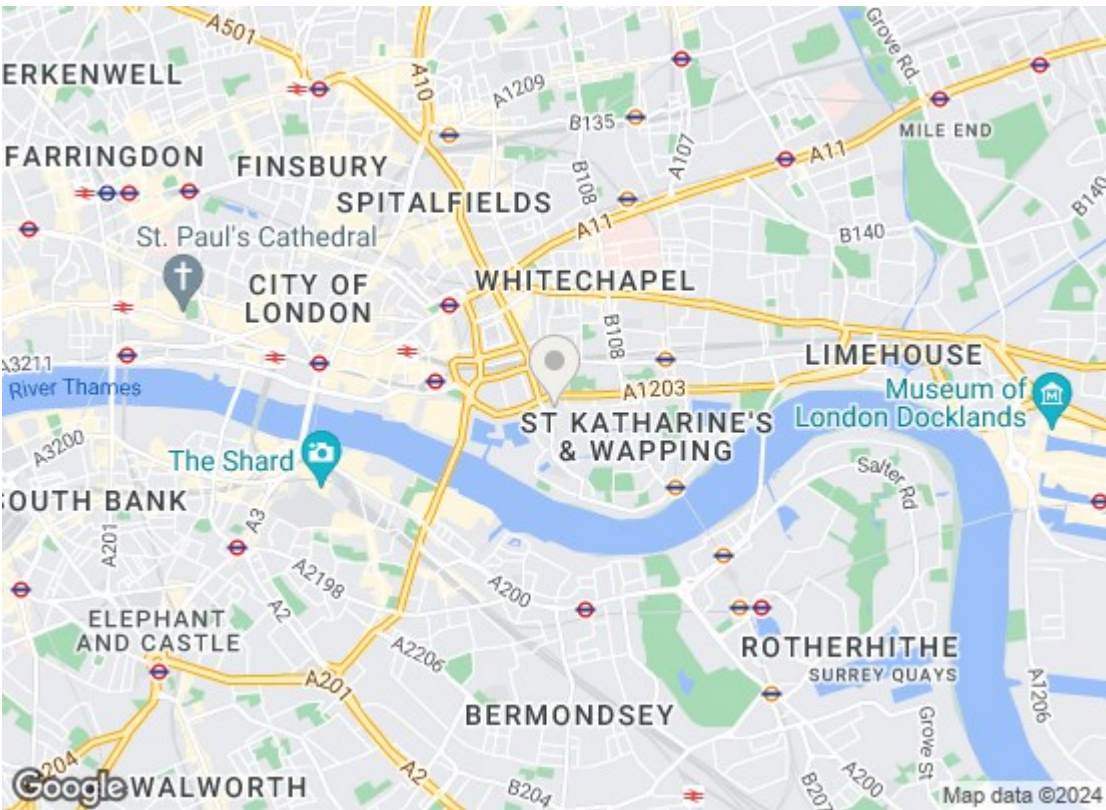 A501
A10
Grove Rd
ERKENWELL
A1209
B135
A107
MILE END
FARRINGDON
FINSBURY
A11
B108
SPITALFIELDS
B140
A11
B140
St. Paul's Cathedral
WHITECHAPEL
CITY OF
LONDON
B108
LIMEHOUSE
A3211
River Thames
A1203
Museum of
London Docklands
ST KATHARINE'S
& WAPPING
A3200
The Shard
Salter Rd
SOUTH BANK
A3
A201
A2198
A200
A2
ELEPHANT
AND CASTLE
A2206
ROTHERHITHE
SURREY QUAYS
A201
A1206
BERMONDSEY
Grove St
A204
A2
B204
A200
B207
Google
WALWORTH
Map data ©2024